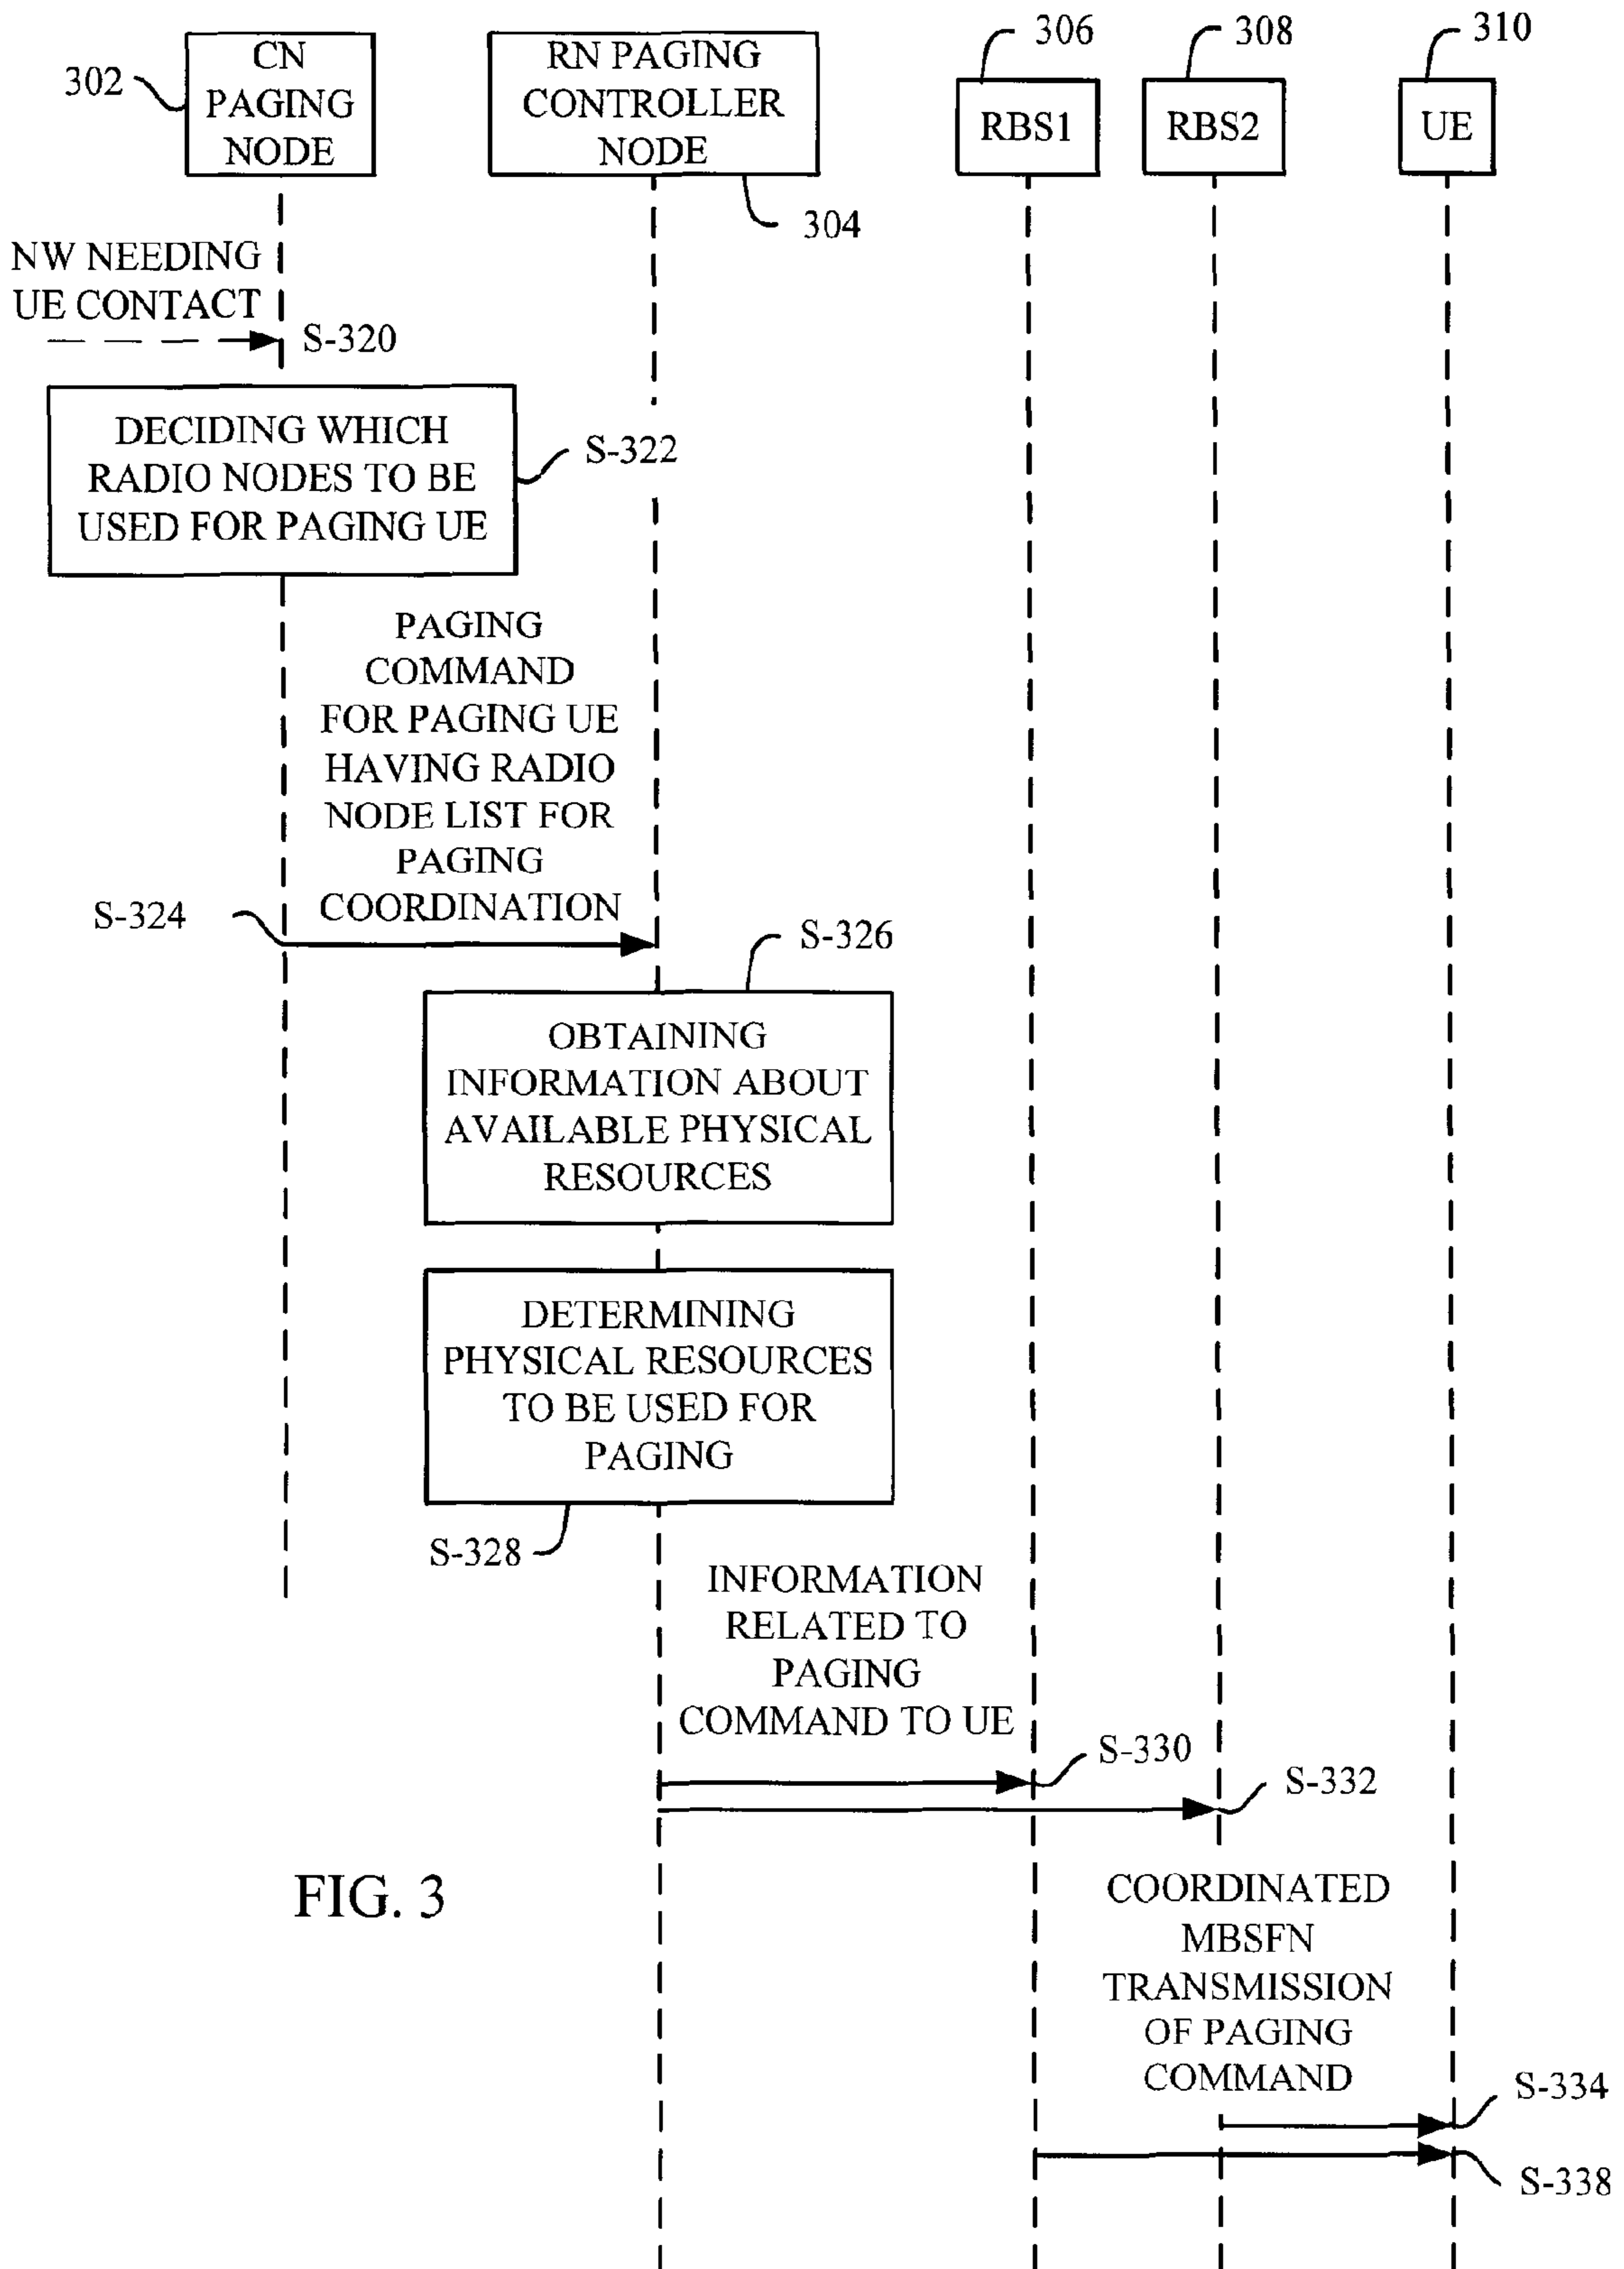 306
308
310
302
CN
PAGING
NODE
RN PAGING
CONTROLLER
NODE
RBS1
RBS2
UE
304
NW NEEDING
UE CONTACT
S-320
DECIDING WHICH
RADIO NODES TO BE
USED FOR PAGING UE
S-322
PAGING
COMMAND
FOR PAGING UE
HAVING RADIO
NODE LIST FOR
PAGING
COORDINATION
S-324
S-326
OBTAINING
INFORMATION ABOUT
AVAILABLE PHYSICAL
RESOURCES
DETERMINING
PHYSICAL RESOURCES
TO BE USED FOR
PAGING
S-328
INFORMATION
RELATED TO
PAGING
COMMAND TO UE
S-330
S-332
FIG. 3
COORDINATED
MBSFN
TRANSMISSION
OF PAGING
COMMAND
S-334
S-338